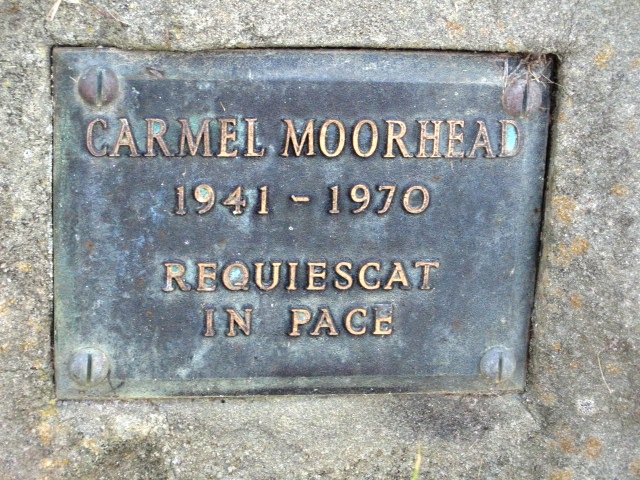 CARMEL MOORHEAD
1941 - 1970
REQUIESCAT
IN PACE